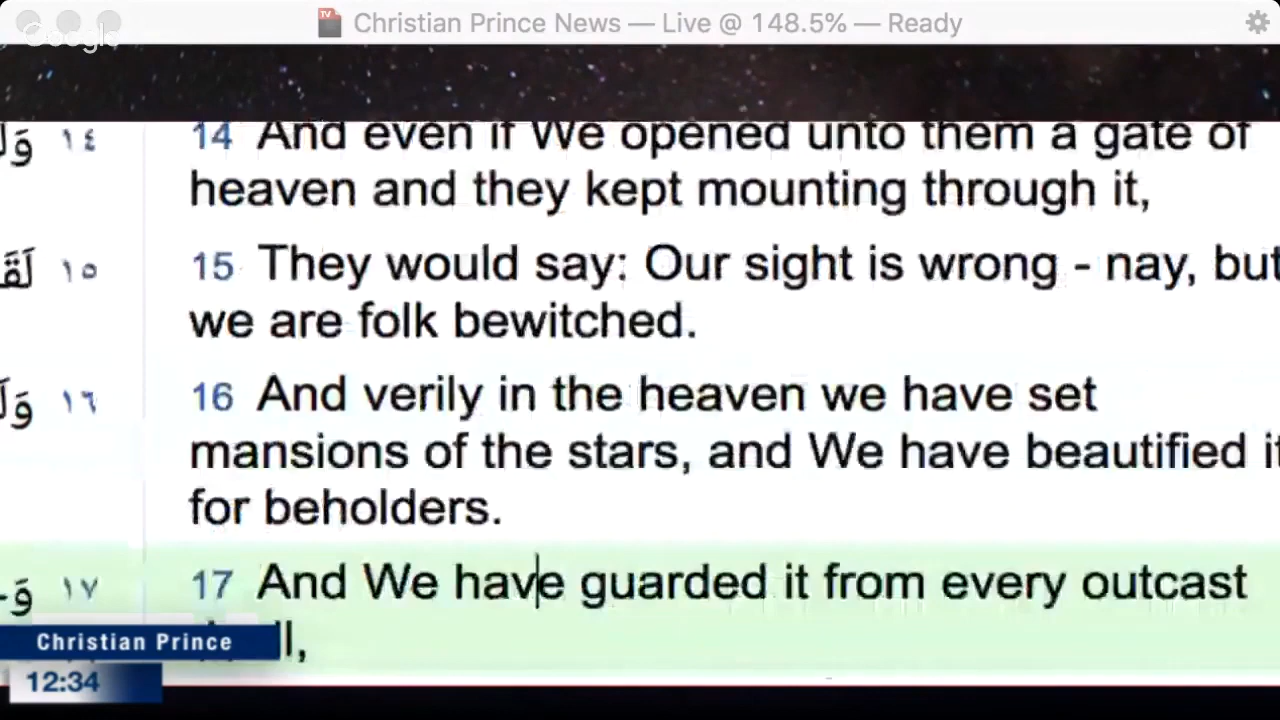 Christian Prince News — Live @ 148.5% — Ready
Google
١٤ 14 And even if We opened unto them a gate of
heaven and they kept mounting through it,
١٥ 15 They would say: Our sight is wrong - nay, but
we are folk bewitched.
١٦ 16 And verily in the heaven we have set
mansions of the stars, and We have beautified it
for beholders.
١٧ 17 And We have guarded it from every outcast
Christian Prince
12:34